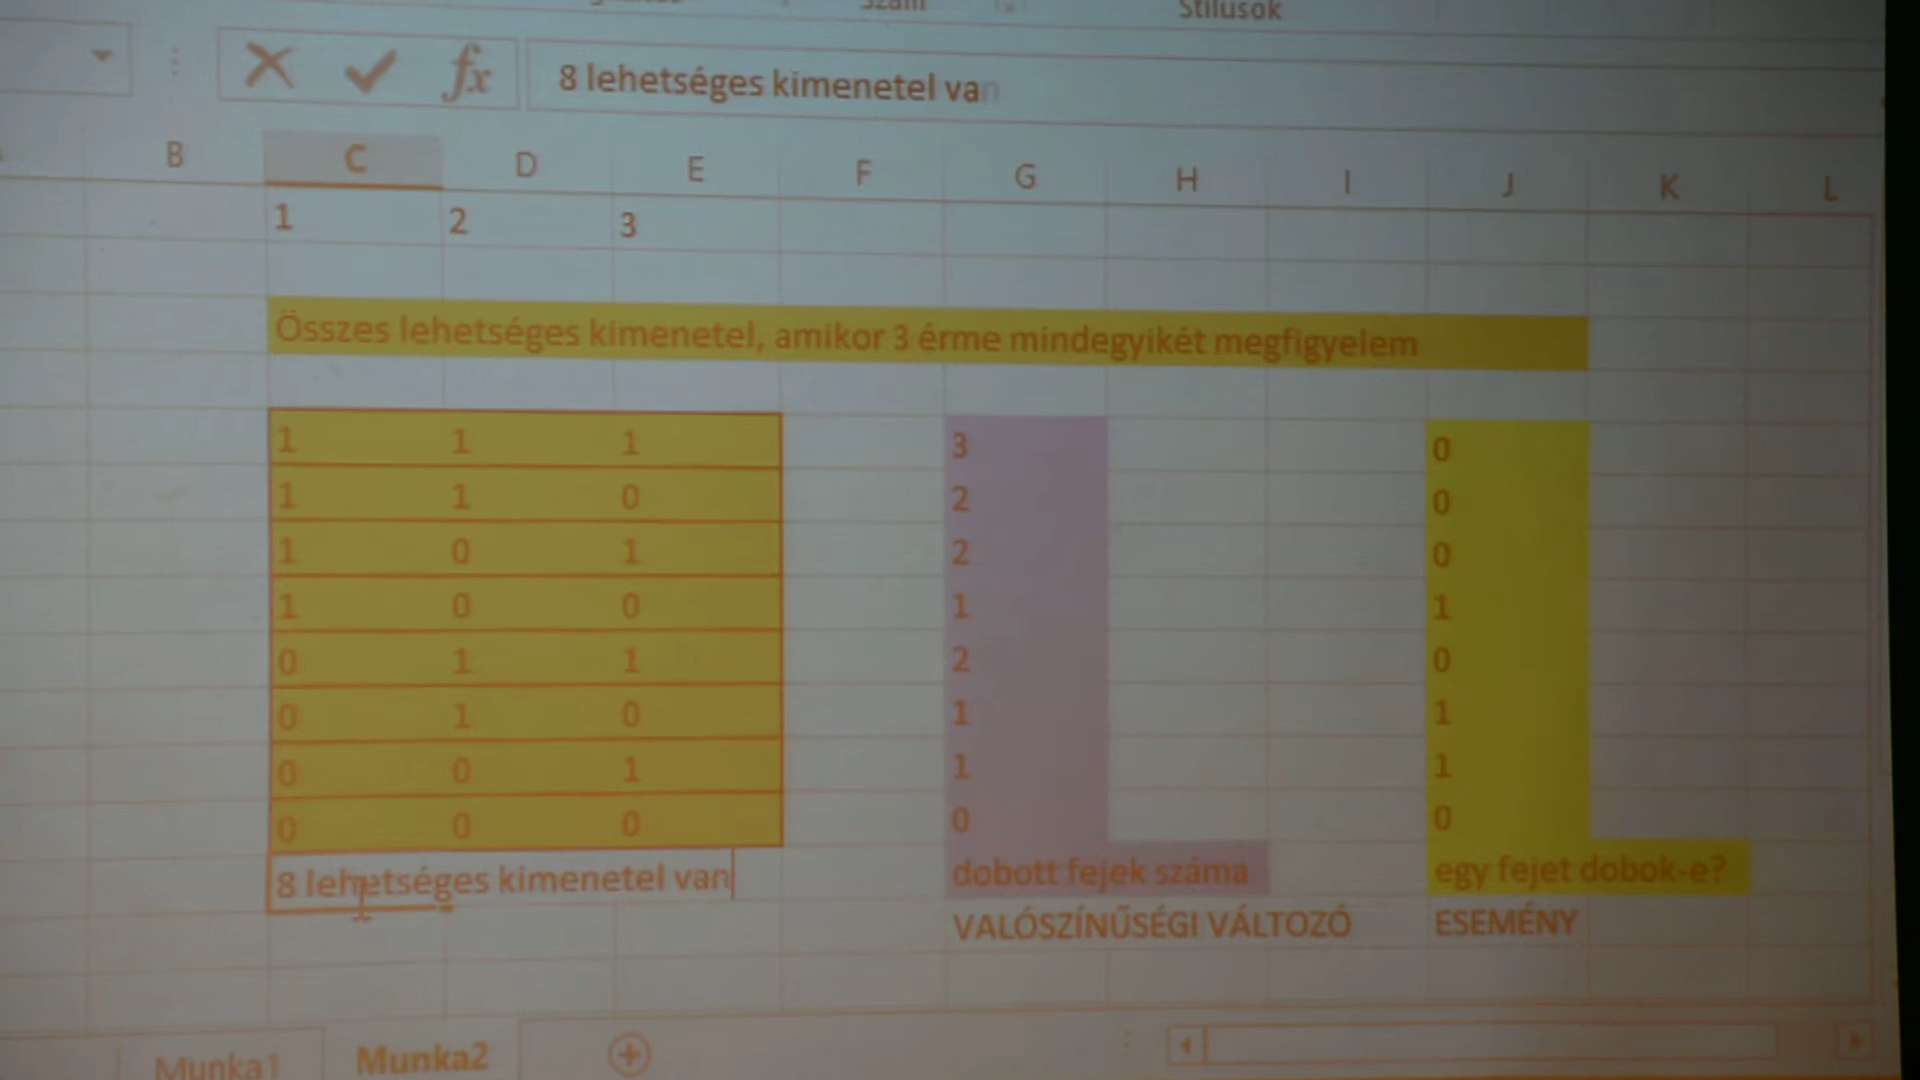 Szám
Stílusok
fx 8 lehetséges kimenetel van
B C D E F G H I J K L
1 2 3
Összes lehetséges kimenetel, amikor 3 érme mindegyikét megfigyelem
1 1 1 3 0
1 1 0 2 0
1 0 1 2 0
1 0 0 1 1
0 1 1 2 0
0 1 0 1 1
0 0 1 1 1
0 0 0 0 0
8 lehetséges kimenetel van dobott fejek száma egy fejet dobok-e?
VALÓSZÍNŰSÉGI VÁLTOZÓ ESEMÉNY
Munka1 Munka2